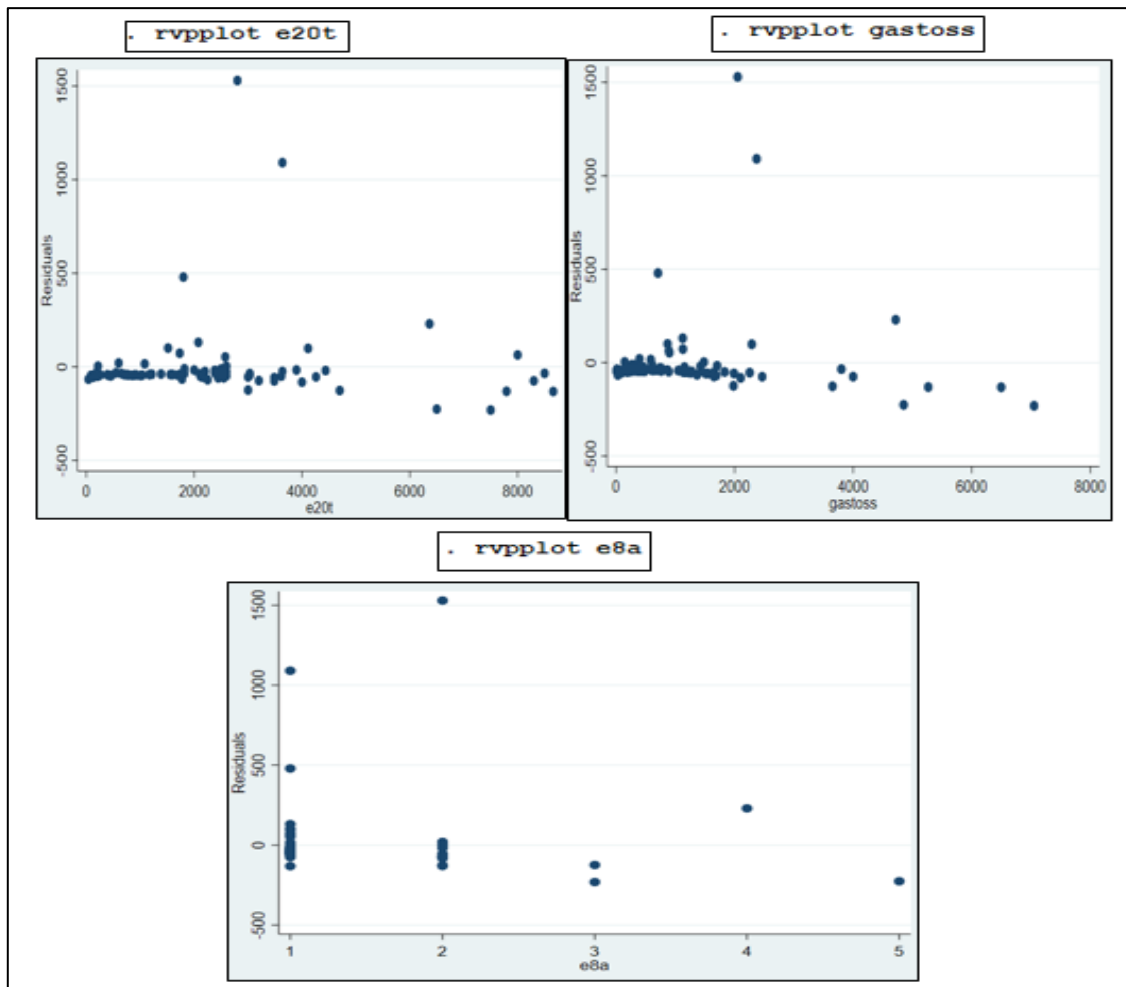 . rvpplot e20t
. rvpplot gastoss
1500
1000
500
0
-500
Residuals
0 2000 4000 6000 8000
e20t
1500
1000
500
0
-500
Residuals
0 2000 4000 6000 8000
gastoss
. rvpplot e8a
1500
1000
500
0
-500
Residuals
1 2 3 4 5
e8a